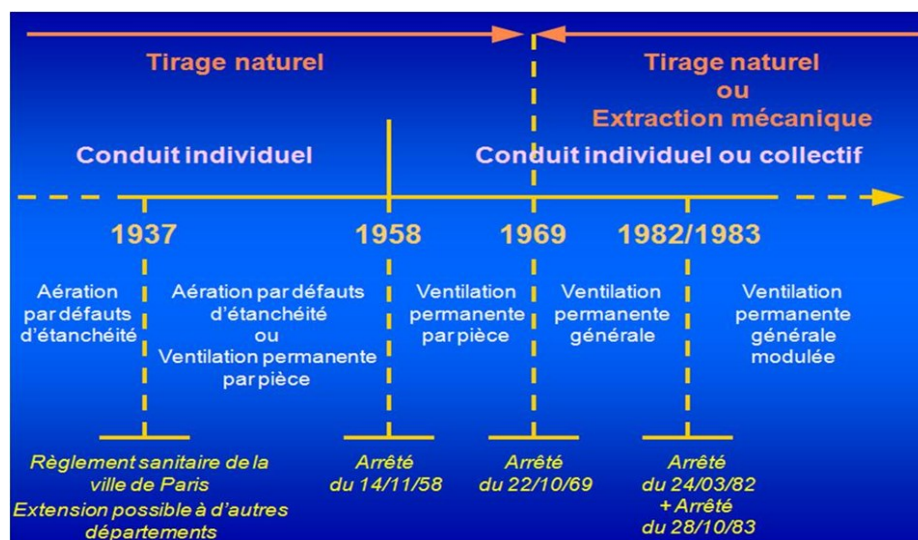 Tirage naturel
Tirage naturel
ou
Extraction mécanique
Conduit individuel
Conduit individuel ou collectif
1937
1958
1969
1982/1983
Aération
par défauts
d'étanchéité
Aération par défauts
d'étanchéité
ou
Ventilation permanente
par pièce
Ventilation
permanente
par pièce
Ventilation
permanente
générale
Ventilation
permanente
générale
modulée
Règlement sanitaire de la
ville de Paris
Extension possible à d'autres
départements
Arrêté
du 14/11/58
Arrêté
du 22/10/69
Arrêté
du 24/03/82
+ Arrêté
du 28/10/83